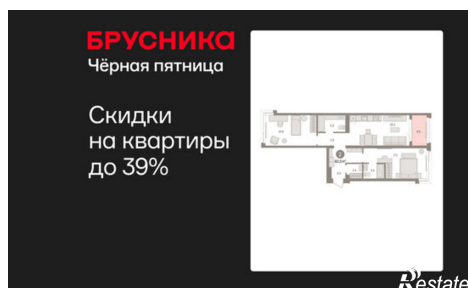 БРУСНИКА
Чёрная пятница
Скидки
на квартиры
до 39%
Restate